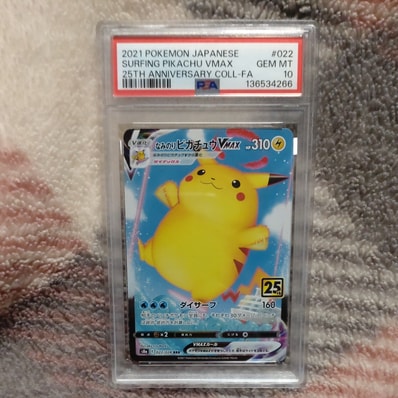 2021 POKEMON JAPANESE #022
SURFING PIKACHU VMAX GEM MT
25TH ANNIVERSARY COLL-FA 10
PSA 136534266
なみのりピカチュウVMAX HP310
25
ダイサーフ 160
VMAXルール